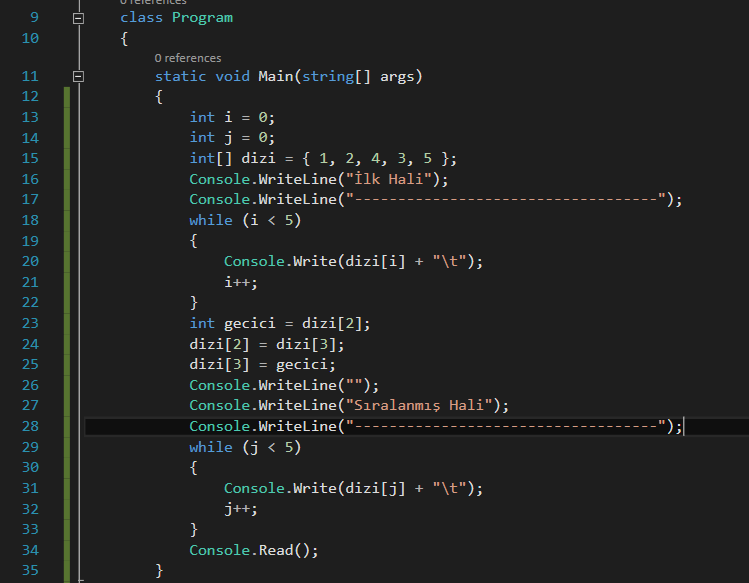 0 references
9 class Program
10 {
0 references
11 static void Main(string[] args)
12 {
13 int i = 0;
14 int j = 0;
15 int[] dizi = { 1, 2, 4, 3, 5 };
16 Console.WriteLine("İlk Hali");
17 Console.WriteLine("-----------------------------------");
18 while (i < 5)
19 {
20 Console.Write(dizi[i] + "\t");
21 i++;
22 }
23 int gecici = dizi[2];
24 dizi[2] = dizi[3];
25 dizi[3] = gecici;
26 Console.WriteLine("");
27 Console.WriteLine("Sıralanmış Hali");
28 Console.WriteLine("-----------------------------------");
29 while (j < 5)
30 {
31 Console.Write(dizi[j] + "\t");
32 j++;
33 }
34 Console.Read();
35 }